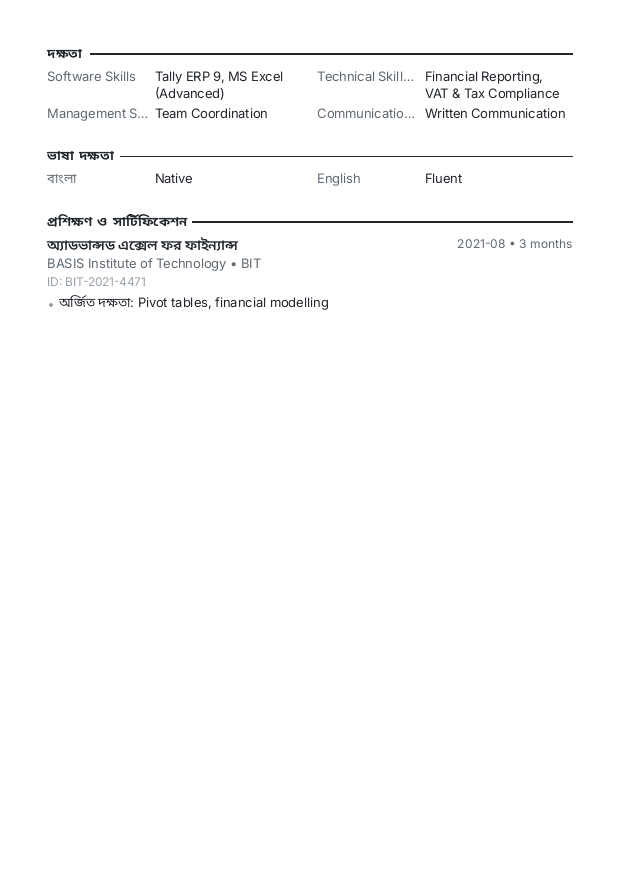 দক্ষতা
Software Skills Tally ERP 9, MS Excel (Advanced) Technical Skill... Financial Reporting, VAT & Tax Compliance
Management S... Team Coordination Communicatio... Written Communication
ভাষা দক্ষতা
বাংলা Native English Fluent
প্রশিক্ষণ ও সার্টিফিকেশন
অ্যাডভান্সড এক্সেল ফর ফাইন্যান্স 2021-08 • 3 months
BASIS Institute of Technology • BIT
ID: BIT-2021-4471
◦ অর্জিত দক্ষতা: Pivot tables, financial modelling